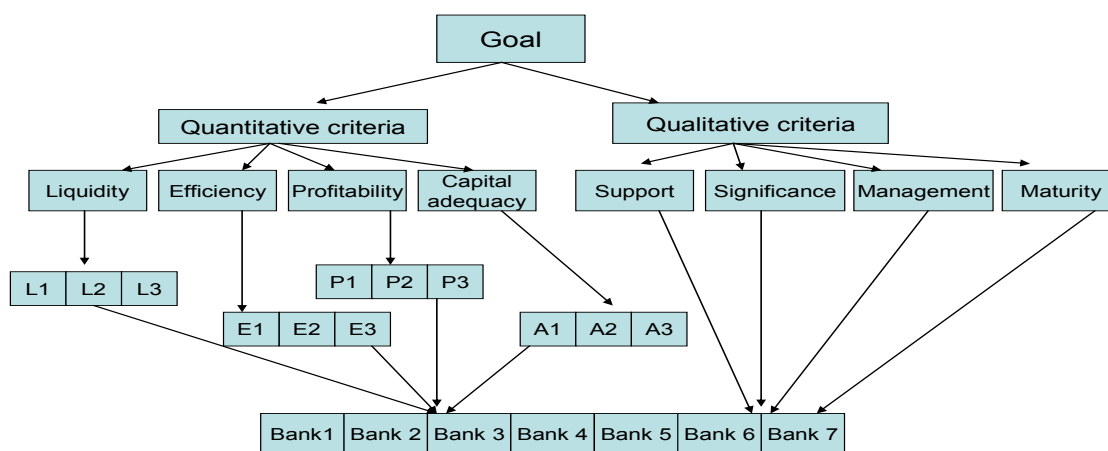 Goal
Quantitative criteria
Qualitative criteria
Liquidity
Efficiency
Profitability
Capital
adequacy
Support
Significance
Management
Maturity
L1 L2 L3
P1 P2 P3
E1 E2 E3
A1 A2 A3
Bank1 Bank 2 Bank 3 Bank 4 Bank 5 Bank 6 Bank 7